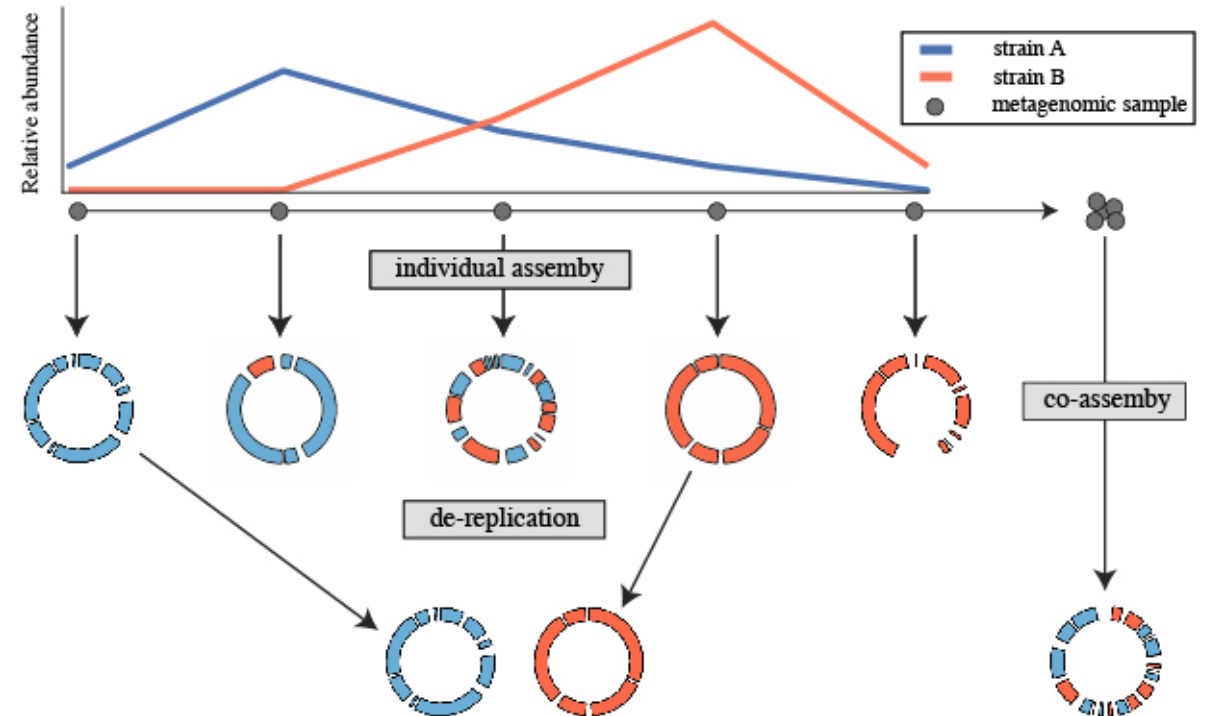 Relative abundance
strain A
strain B
metagenomic sample
individual assemby
co-assemby
de-replication